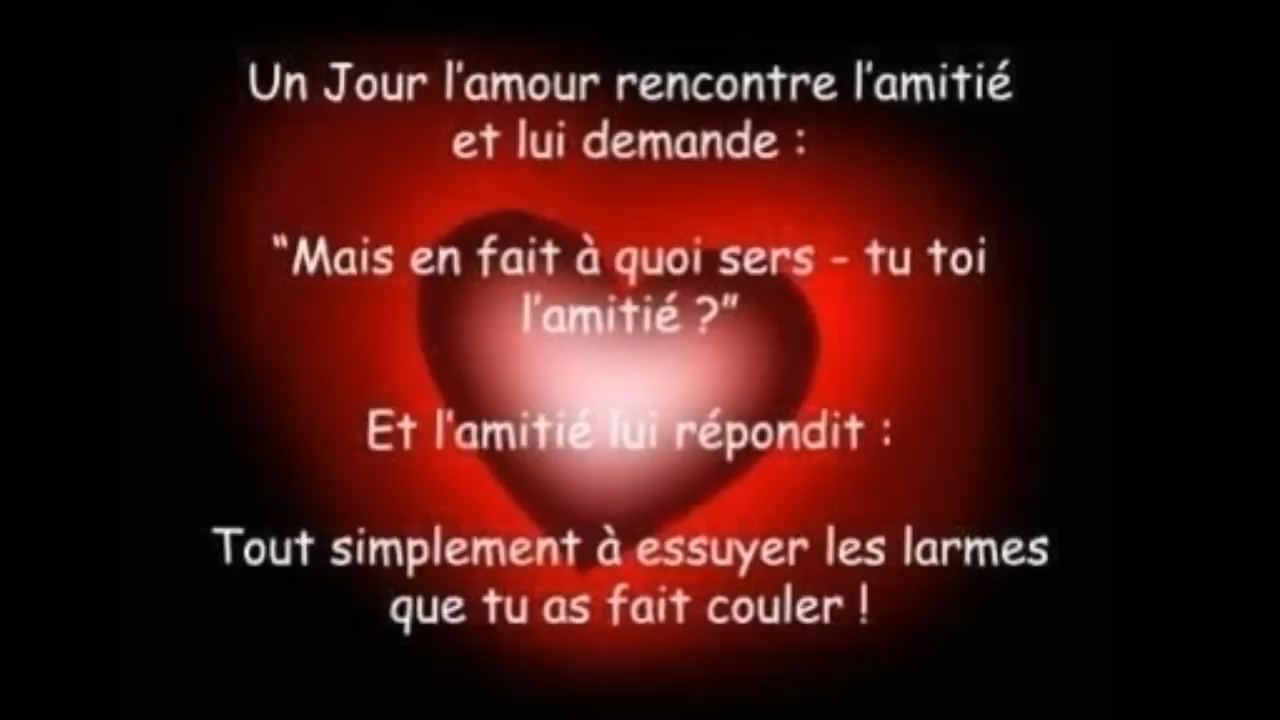 Un Jour l'amour rencontre l'amitié
et lui demande :
“Mais en fait à quoi sers - tu toi
l'amitié ?”
Et l'amitié lui répondit :
Tout simplement à essuyer les larmes
que tu as fait couler !